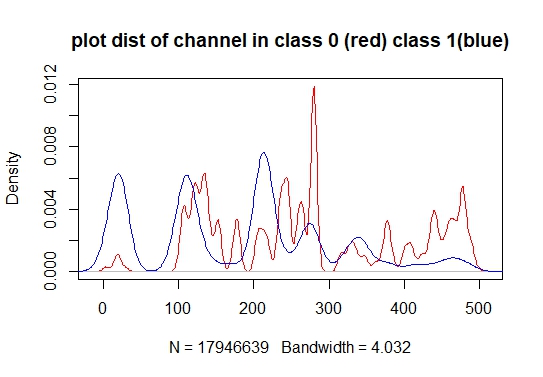 plot dist of channel in class 0 (red) class 1(blue)
0.012
0.008
0.004
0.000
Density
0 100 200 300 400 500
N = 17946639 Bandwidth = 4.032